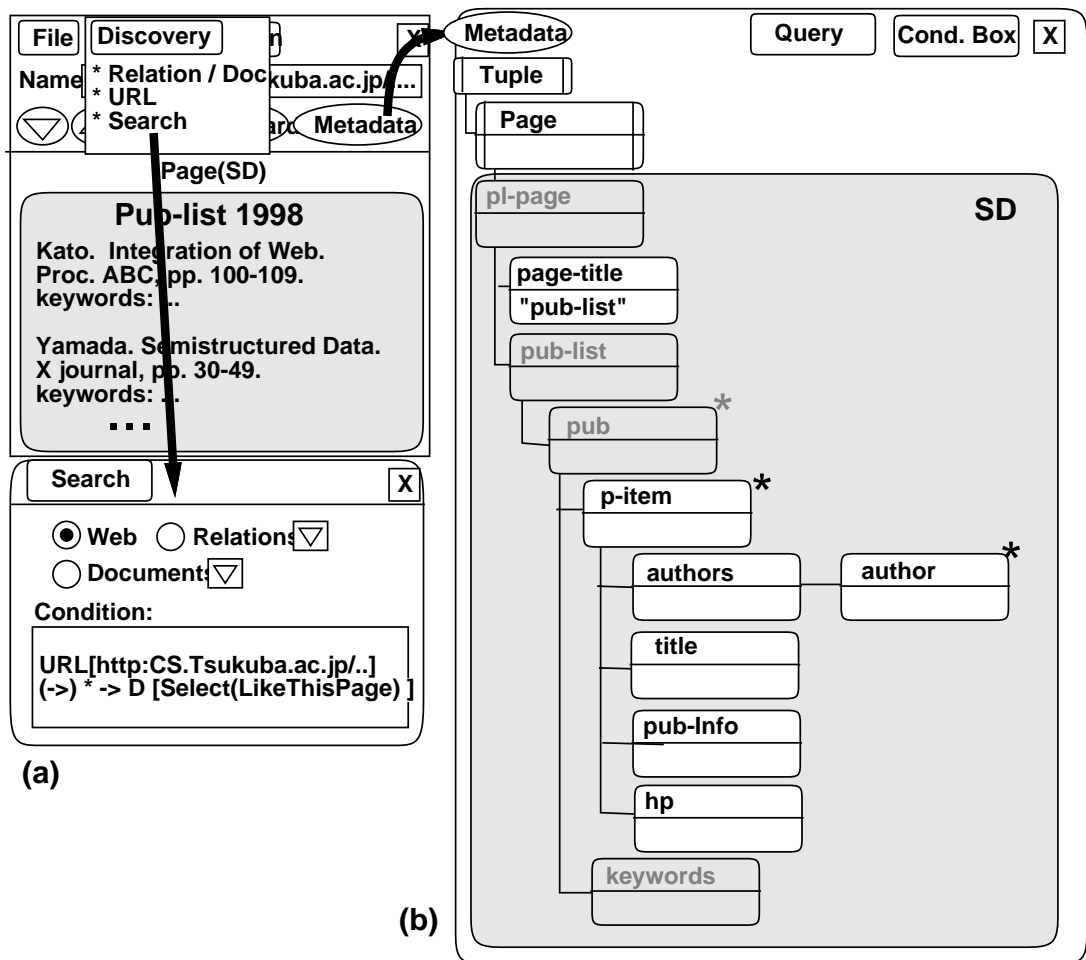 File
Discovery
n
X
Name
* Relation / Doc
kuba.ac.jp/...
* URL
* Search
Metadata
Page(SD)
Pub-list 1998
Kato. Integration of Web.
Proc. ABC, pp. 100-109.
keywords: ...
Yamada. Semistructured Data.
X journal, pp. 30-49.
keywords: ...
...
Search
X
Web
Relations
Documents
Condition:
URL[http:CS.Tsukuba.ac.jp/..]
(->) * -> D [Select(LikeThisPage) ]
(a)
Metadata
Query
Cond. Box
X
Tuple
Page
SD
pl-page
page-title
"pub-list"
pub-list
pub
*
p-item
*
authors
author
*
title
pub-Info
hp
keywords
(b)